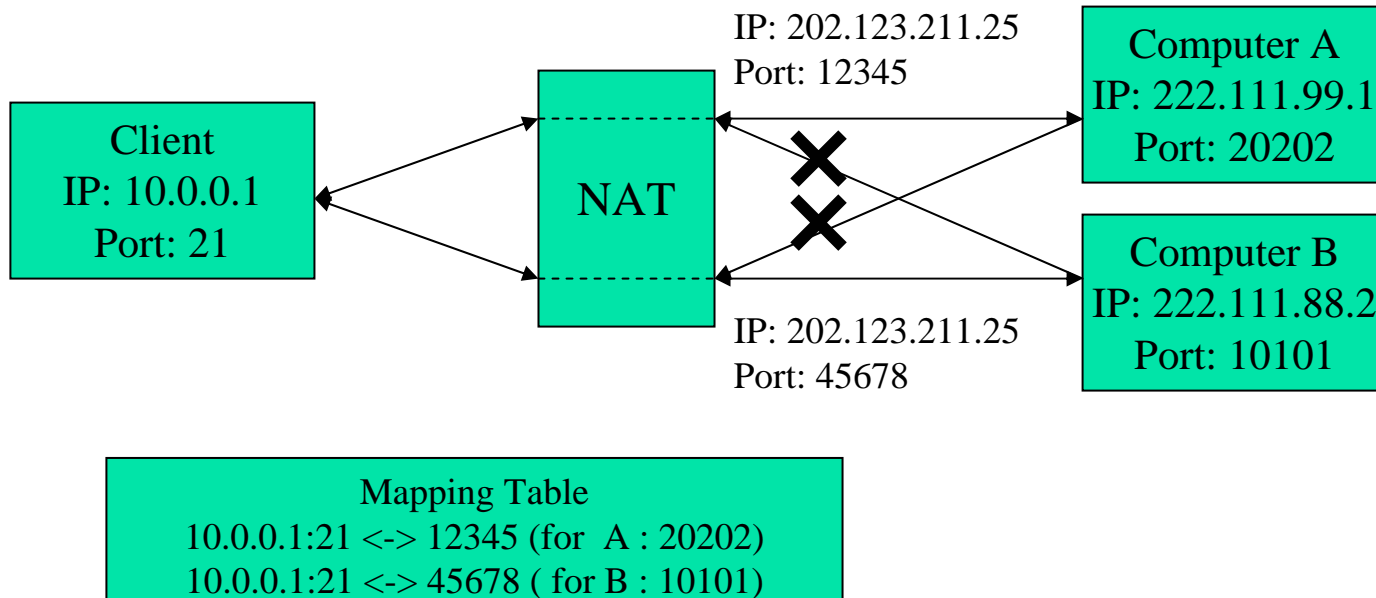 IP: 202.123.211.25
Port: 12345
Computer A
IP: 222.111.99.1
Port: 20202
Client
IP: 10.0.0.1
Port: 21
NAT
Computer B
IP: 222.111.88.2
Port: 10101
IP: 202.123.211.25
Port: 45678
Mapping Table
10.0.0.1:21 <-> 12345 (for  A : 20202)
10.0.0.1:21 <-> 45678 ( for B : 10101)